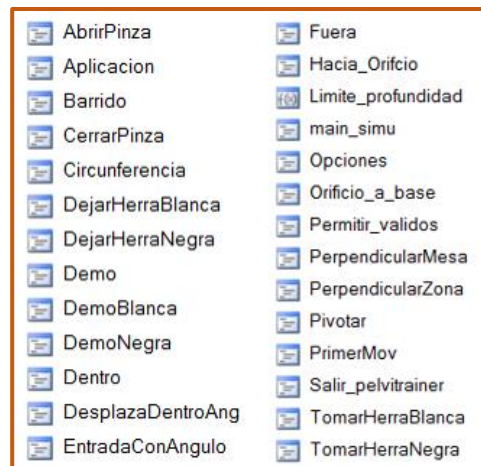 AbrirPinza
Aplicacion
Barrido
CerrarPinza
Circunferencia
DejarHerraBlanca
DejarHerraNegra
Demo
DemoBlanca
DemoNegra
Dentro
DesplazaDentroAng
EntradaConAngulo
Fuera
Hacia_Orifcio
Limite_profundidad
main_simu
Opciones
Orificio_a_base
Permitir_validos
PerpendicularMesa
PerpendicularZona
Pivotar
PrimerMov
Salir_pelvitrainer
TomarHerraBlanca
TomarHerraNegra